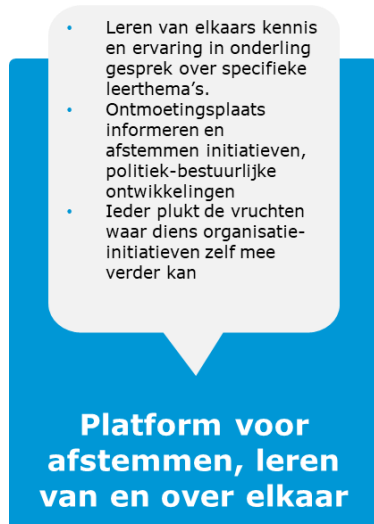 • Leren van elkaars kennis
en ervaring in onderling
gesprek over specifieke
leerthema's.
• Ontmoetingsplaats
informeren en
afstemmen initiatieven,
politiek-bestuurlijke
ontwikkelingen
• Ieder plukt de vruchten
waar diens organisatie-
initiatieven zelf mee
verder kan
Platform voor
afstemmen, leren
van en over elkaar